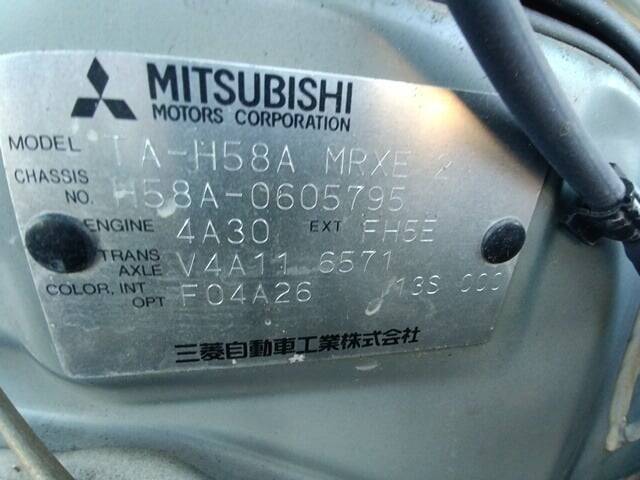 MITSUBISHI
MOTORS CORPORATION
MODEL TA-H58A MRXE 2
CHASSIS NO. H58A-0605795
ENGINE 4A30 EXT FH5E
TRANS AXLE V4A11 6571
COLOR, INT OPT F04A26 13S 000
三菱自動車工業株式会社